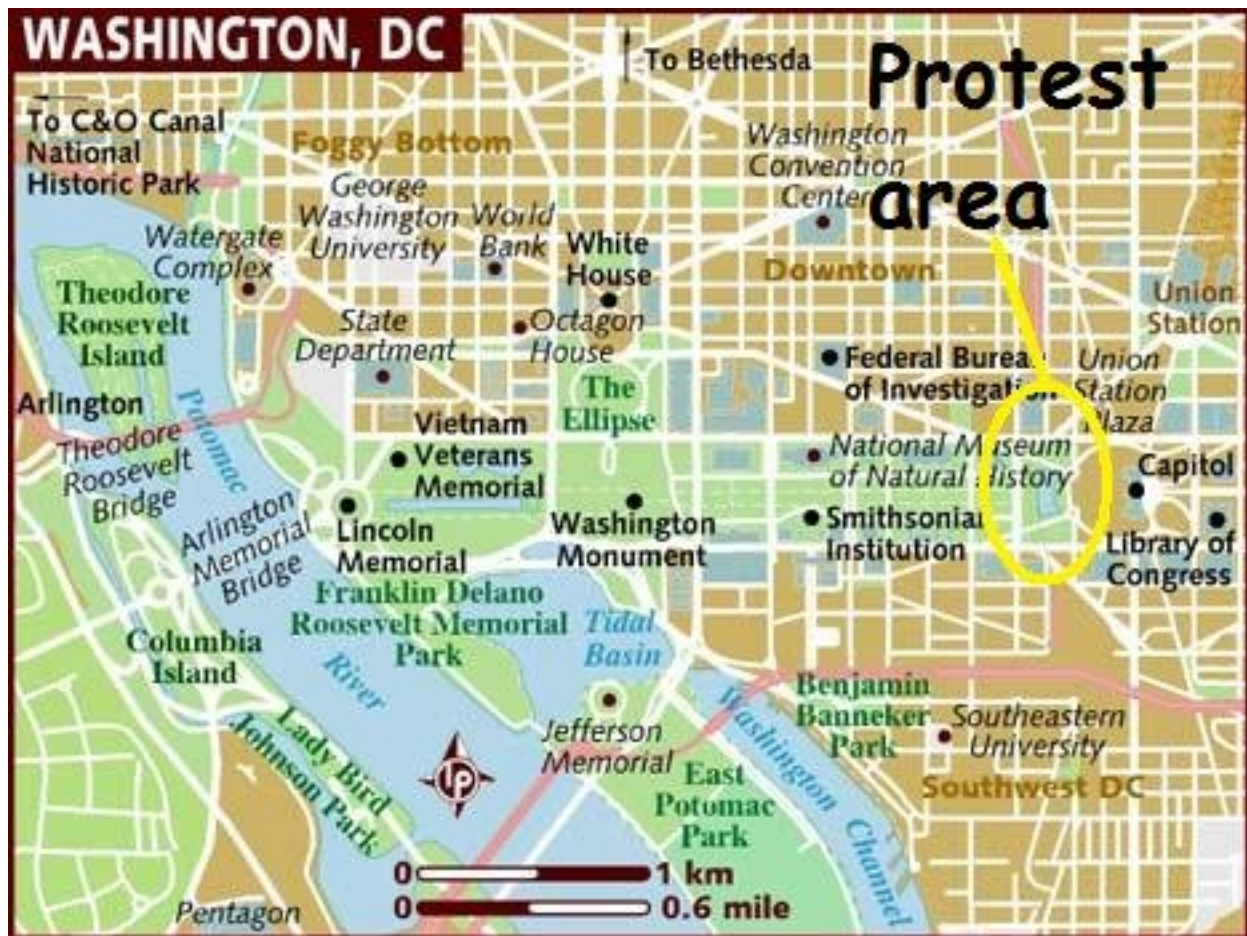 WASHINGTON, DC
Protest
area
To Bethesda
To C&O Canal
National
Historic Park
Foggy Bottom
George
Washington
University
World
Bank
White
House
Washington
Convention
Center
Watergate
Complex
Downtown
Theodore
Roosevelt
Island
State
Department
Octagon
House
Union
Station
Federal Bureau
of Investigation
Union
Station
Plaza
The
Ellipse
Arlington
Theodore
Roosevelt
Bridge
Potomac
Vietnam
Veterans
Memorial
National Museum
of Natural History
Capitol
Arlington
Memorial
Bridge
Lincoln
Memorial
Washington
Monument
Smithsonian
Institution
Library of
Congress
Franklin Delano
Roosevelt Memorial
Park
Tidal
Basin
Columbia
Island
River
Lady Bird
Johnson Park
Jefferson
Memorial
Washington
Channel
Benjamin
Banneker
Park
Southeastern
University
Southwest DC
East
Potomac
Park
LP
0 1 km
0 0.6 mile
Pentagon